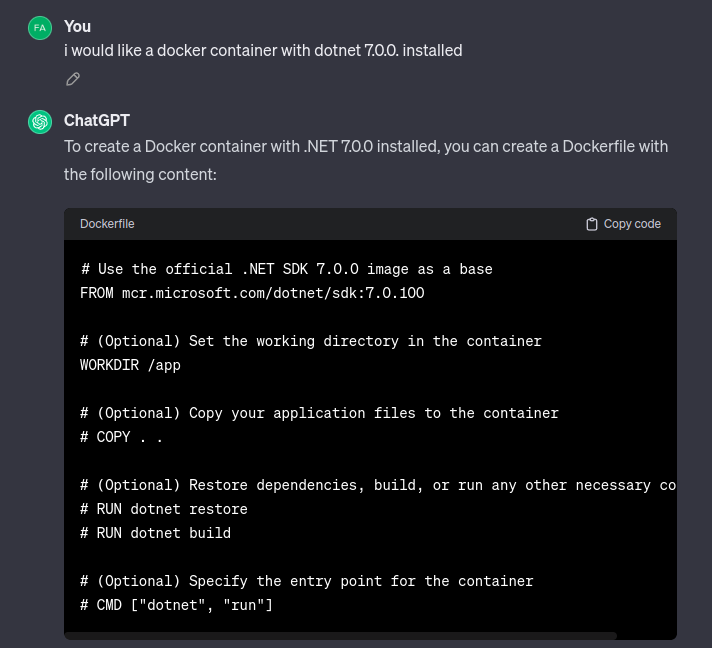 FA
You
i would like a docker container with dotnet 7.0.0. installed
ChatGPT
To create a Docker container with .NET 7.0.0 installed, you can create a Dockerfile with
the following content:
Dockerfile
Copy code
# Use the official .NET SDK 7.0.0 image as a base
FROM mcr.microsoft.com/dotnet/sdk:7.0.100
# (Optional) Set the working directory in the container
WORKDIR /app
# (Optional) Copy your application files to the container
# COPY . .
# (Optional) Restore dependencies, build, or run any other necessary co
# RUN dotnet restore
# RUN dotnet build
# (Optional) Specify the entry point for the container
# CMD ["dotnet", "run"]